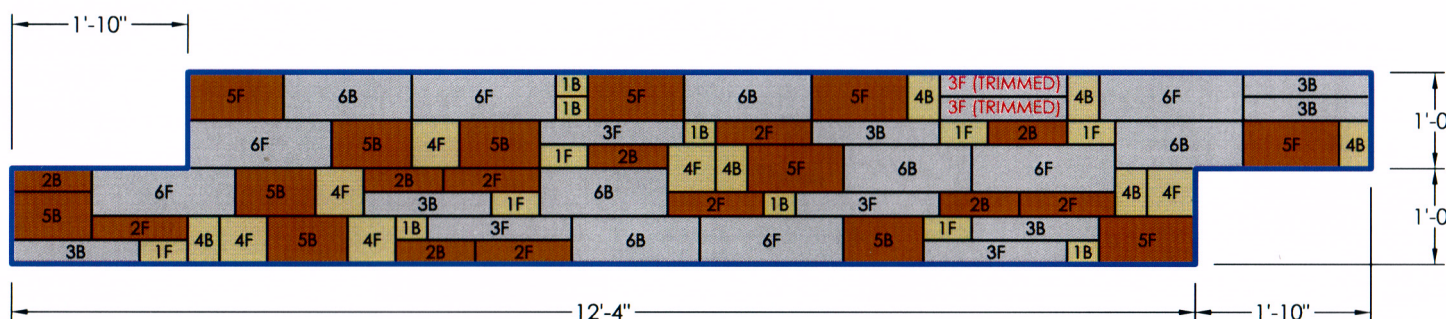 1'-10"
5F 6B 6F 1B 5F 6B 5F 4B 3F (TRIMMED) 4B 6F 3B
1B 3F (TRIMMED) 3B
1'-0
6F 5B 4F 5B 3F 1B 2F 3B 1F 2B 1F 6B 5F 4B
1F 2B 4F 4B 5F 6B 6F
2B 6F 5B 4F 2B 2F 6B 4B 4F
3B 1F 2F 1B 3F 2B 2F
1'-0
5B 2F 4B 4F 5B 4F 1B 3F 6B 6F 5B 1F 3B 5F
3B 1F 2B 2F 3F 1B
12'-4"
1'-10"